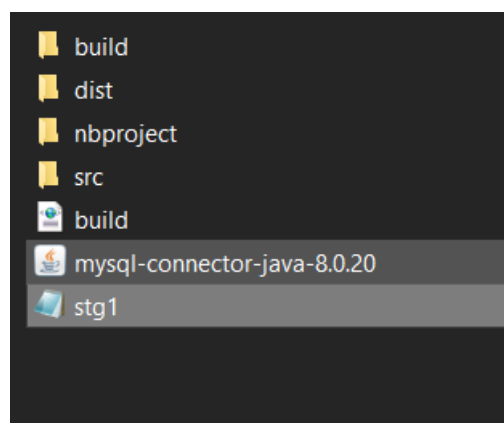 build
dist
nbproject
src
build
mysql-connector-java-8.0.20
stg1